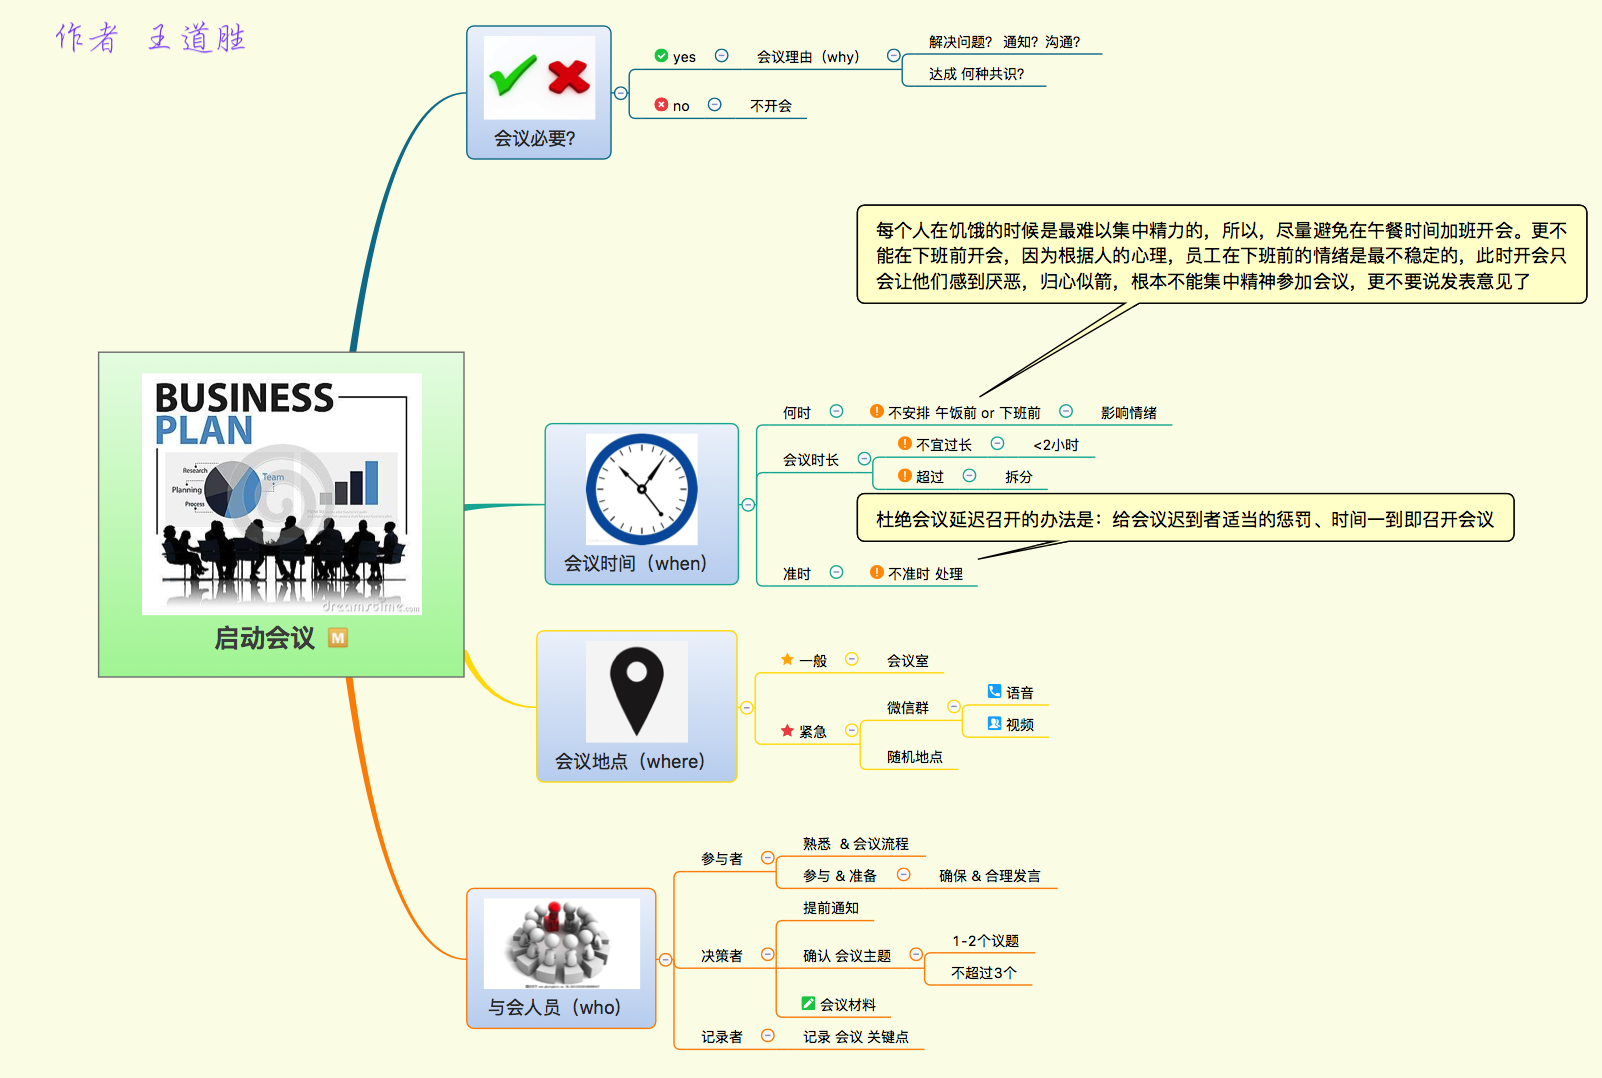 作者 王道胜
会议必要？
yes
会议理由（why）
解决问题？ 通知？沟通？
达成 何种共识？
no
不开会
每个人在饥饿的时候是最难以集中精力的，所以，尽量避免在午餐时间加班开会。更不
能在下班前开会，因为根据人的心理，员工在下班前的情绪是最不稳定的，此时开会只
会让他们感到厌恶，归心似箭，根本不能集中精神参加会议，更不要说发表意见了
BUSINESS
PLAN
Research
Planning
Process
Team
dreamstime.com
启动会议 M
会议时间（when）
何时
不安排 午饭前 or 下班前
影响情绪
会议时长
不宜过长
<2小时
超过
拆分
杜绝会议延迟召开的办法是：给会议迟到者适当的惩罚、时间一到即召开会议
准时
不准时 处理
会议地点（where）
一般
会议室
紧急
微信群
语音
视频
随机地点
与会人员（who）
参与者
熟悉 & 会议流程
参与 & 准备
确保 & 合理发言
决策者
提前通知
确认 会议主题
1-2个议题
不超过3个
会议材料
记录者
记录 会议 关键点